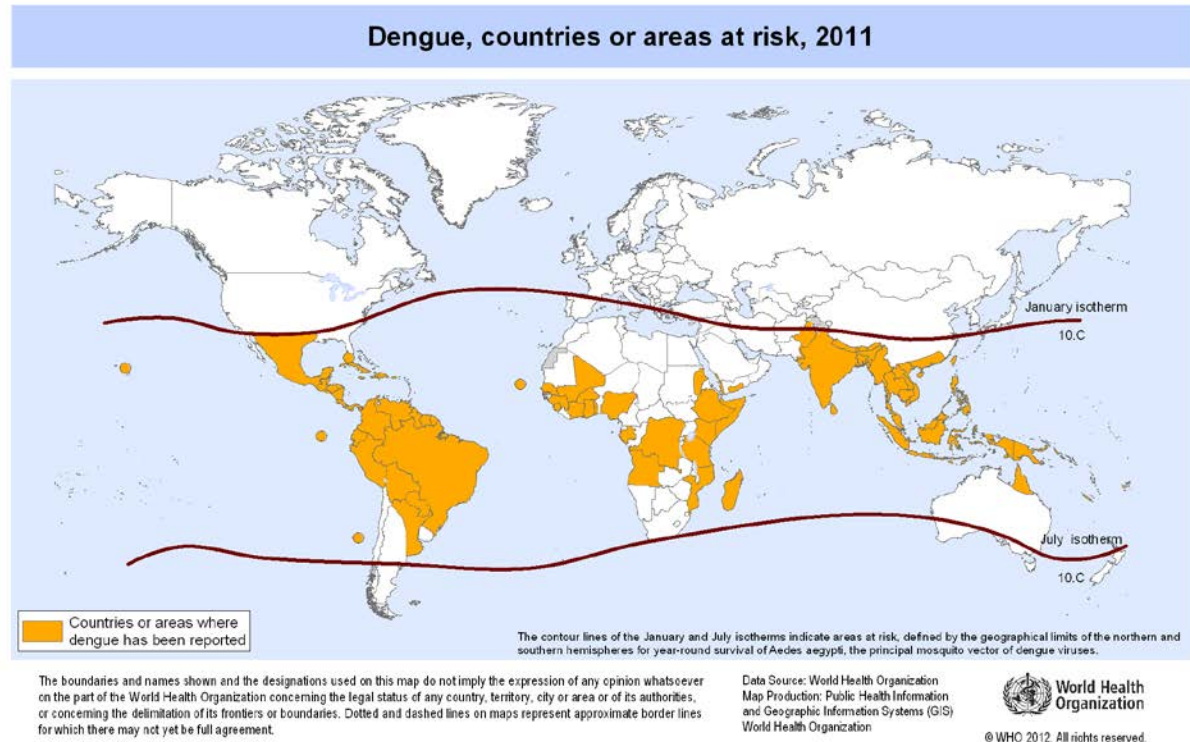 Dengue, countries or areas at risk, 2011
January isotherm
10.C
July isotherm
10.C
Countries or areas where
dengue has been reported
The contour lines of the January and July isotherms indicate areas at risk, defined by the geographical limits of the northern and
southern hemispheres for year-round survival of Aedes aegypti, the principal mosquito vector of dengue viruses.
The boundaries and names shown and the designations used on this map do not imply the expression of any opinion whatsoever
on the part of the World Health Organization concerning the legal status of any country, territory, city or area or of its authorities,
or concerning the delimitation of its frontiers or boundaries. Dotted and dashed lines on maps represent approximate border lines
for which there may not yet be full agreement.
Data Source: World Health Organization
Map Production: Public Health Information
and Geographic Information Systems (GIS)
World Health Organization
World Health
Organization
© WHO 2012. All rights reserved.